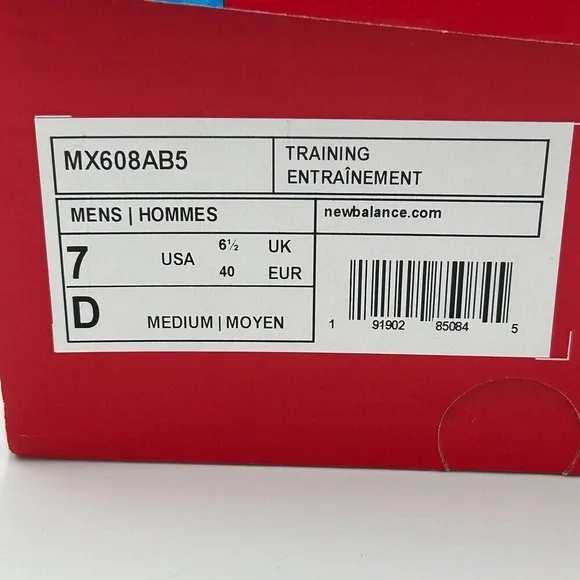 MX608AB5
TRAINING
ENTRAÎNEMENT
MENS | HOMMES
newbalance.com
7 USA 6½ UK
40 EUR
D MEDIUM | MOYEN
1 91902 85084 5